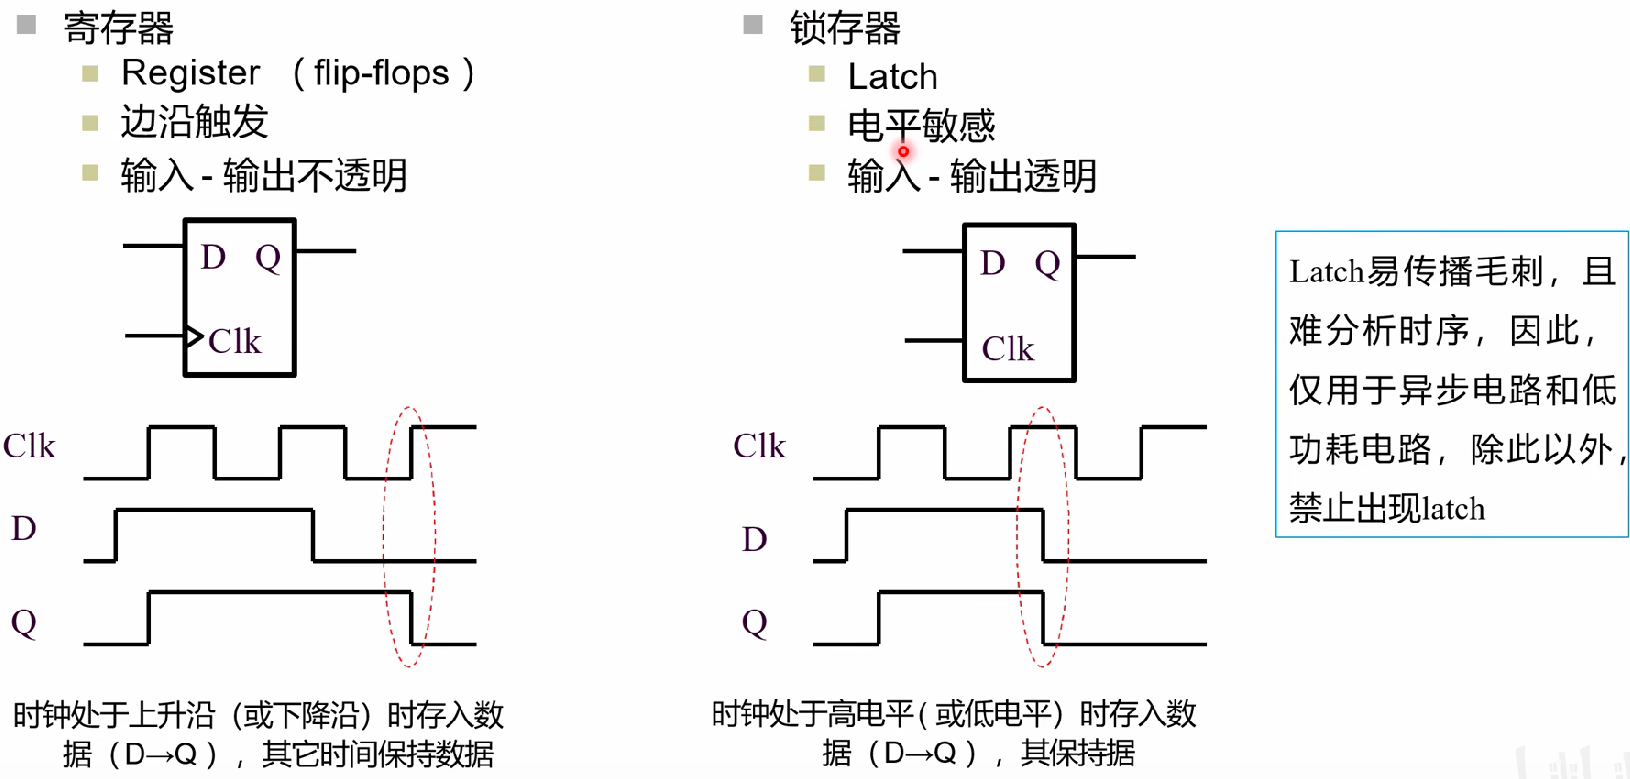 寄存器
Register （flip-flops）
边沿触发
输入 - 输出不透明
D Q
Clk
Clk
D
Q
时钟处于上升沿（或下降沿）时存入数
据（D→Q），其它时间保持数据
锁存器
Latch
电平敏感
输入 - 输出透明
D Q
Clk
Clk
D
Q
时钟处于高电平（或低电平）时存入数
据（D→Q），其保持据
Latch易传播毛刺，且
难分析时序，因此，
仅用于异步电路和低
功耗电路，除此以外，
禁止出现latch